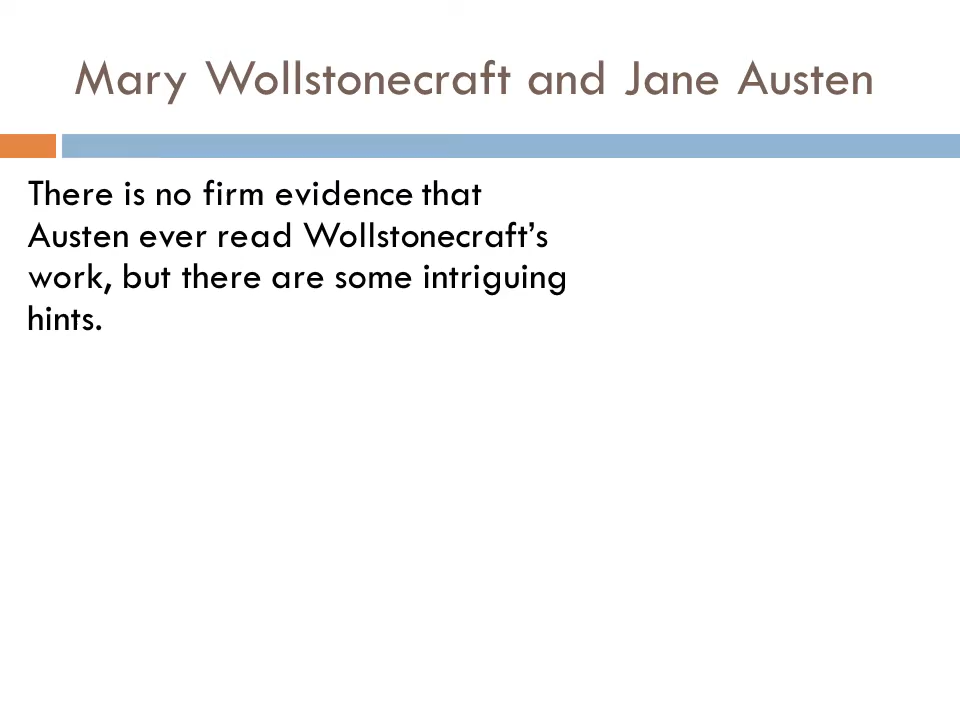 Mary Wollstonecraft and Jane Austen
There is no firm evidence that
Austen ever read Wollstonecraft’s
work, but there are some intriguing
hints.